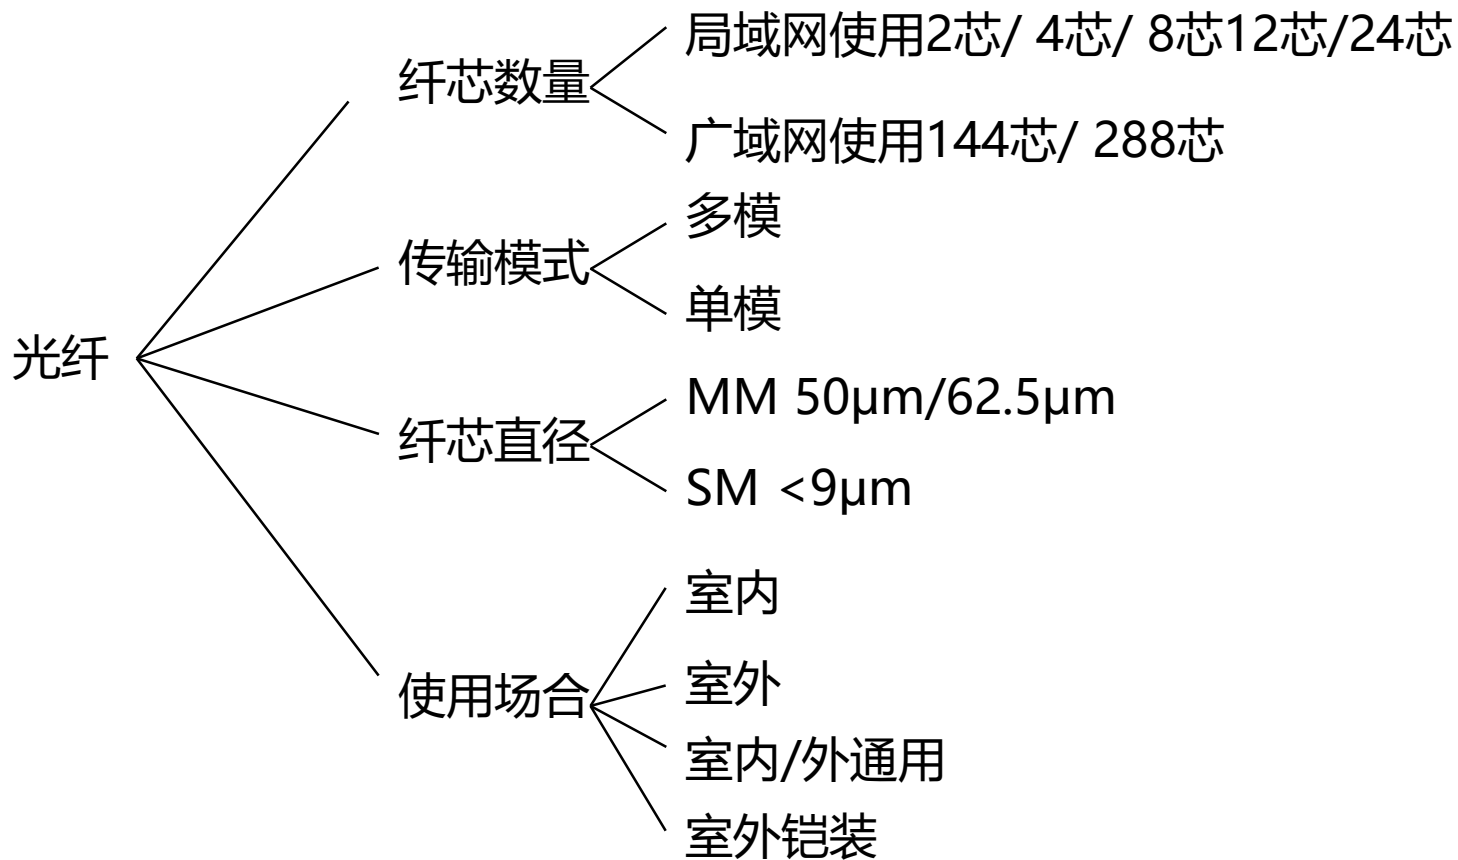 光纤
纤芯数量
局域网使用2芯/ 4芯/ 8芯12芯/24芯
广域网使用144芯/ 288芯
传输模式
多模
单模
纤芯直径
MM 50μm/62.5μm
SM <9μm
使用场合
室内
室外
室内/外通用
室外铠装